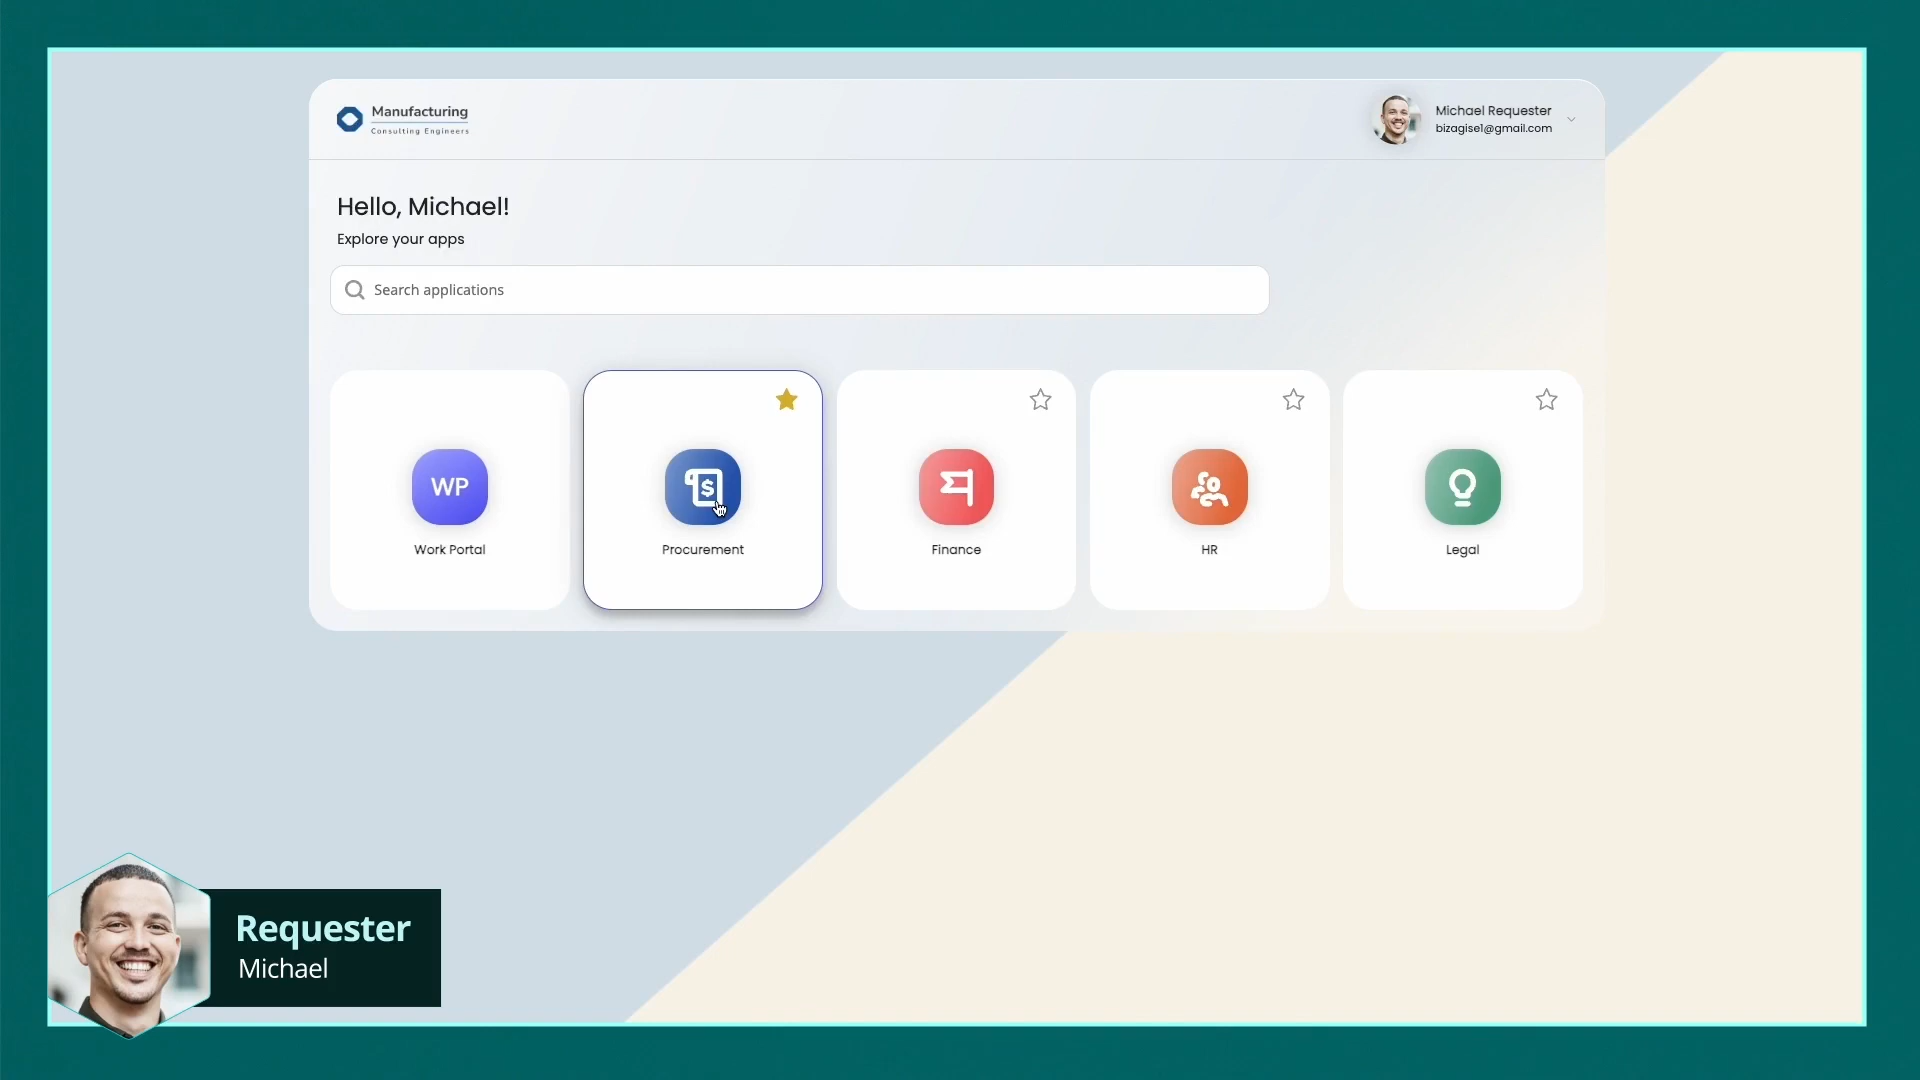 Manufacturing
Consulting Engineers
Michael Requester
bizagise1@gmail.com
Hello, Michael!
Explore your apps
Search applications
WP
$
Work Portal
Procurement
Finance
HR
Legal
Requester
Michael